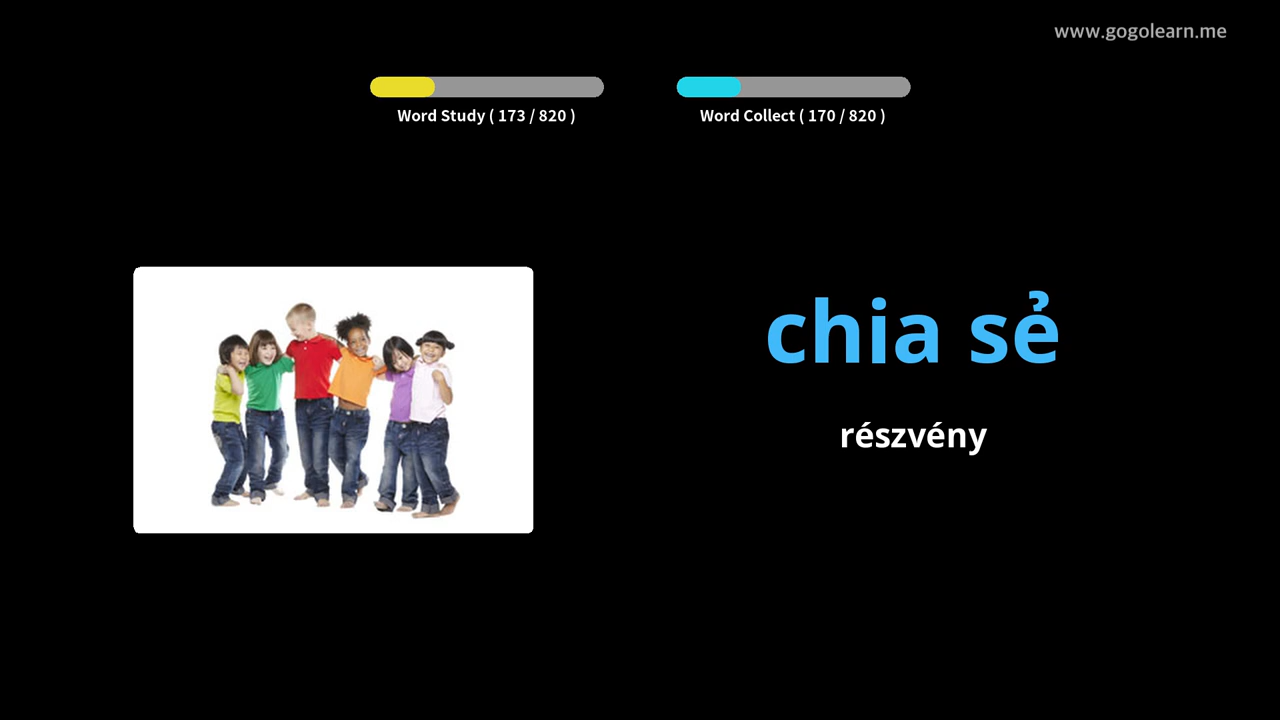 www.gogolearn.me
Word Study ( 173 / 820 )
Word Collect ( 170 / 820 )
chia sẻ
részvény